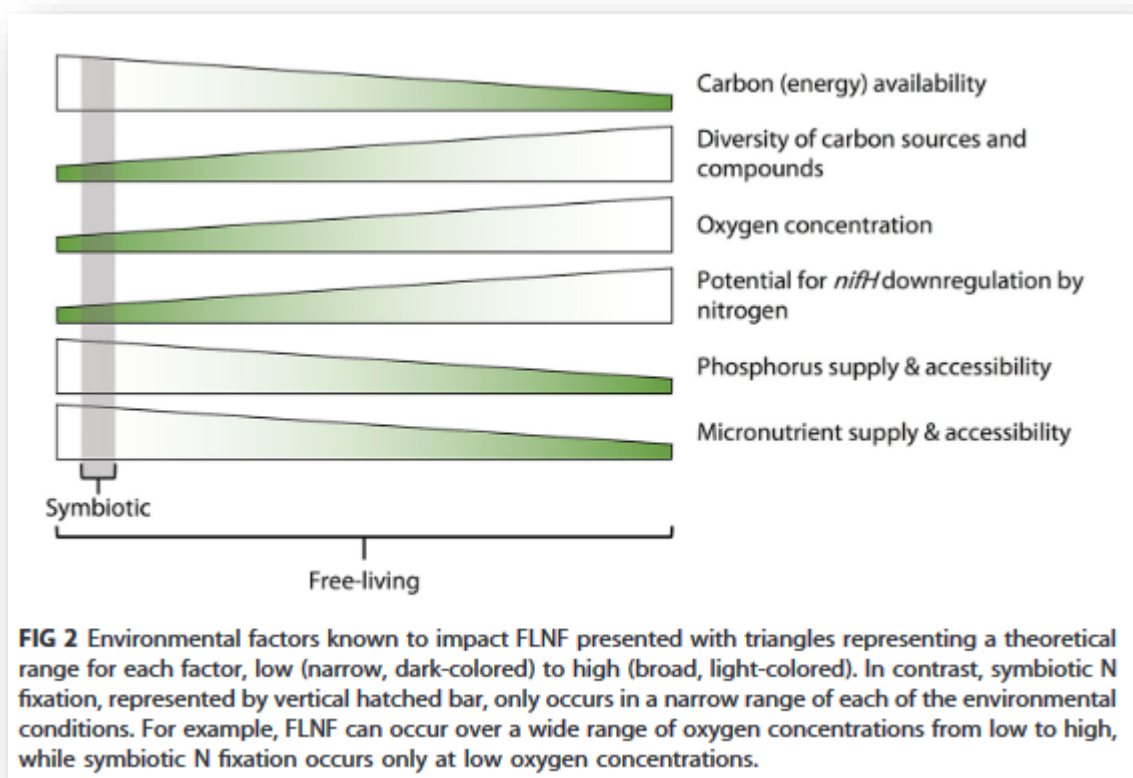 Carbon (energy) availability
Diversity of carbon sources and
compounds
Oxygen concentration
Potential for nifH downregulation by
nitrogen
Phosphorus supply & accessibility
Micronutrient supply & accessibility
Symbiotic
Free-living
FIG 2 Environmental factors known to impact FLNF presented with triangles representing a theoretical
range for each factor, low (narrow, dark-colored) to high (broad, light-colored). In contrast, symbiotic N
fixation, represented by vertical hatched bar, only occurs in a narrow range of each of the environmental
conditions. For example, FLNF can occur over a wide range of oxygen concentrations from low to high,
while symbiotic N fixation occurs only at low oxygen concentrations.